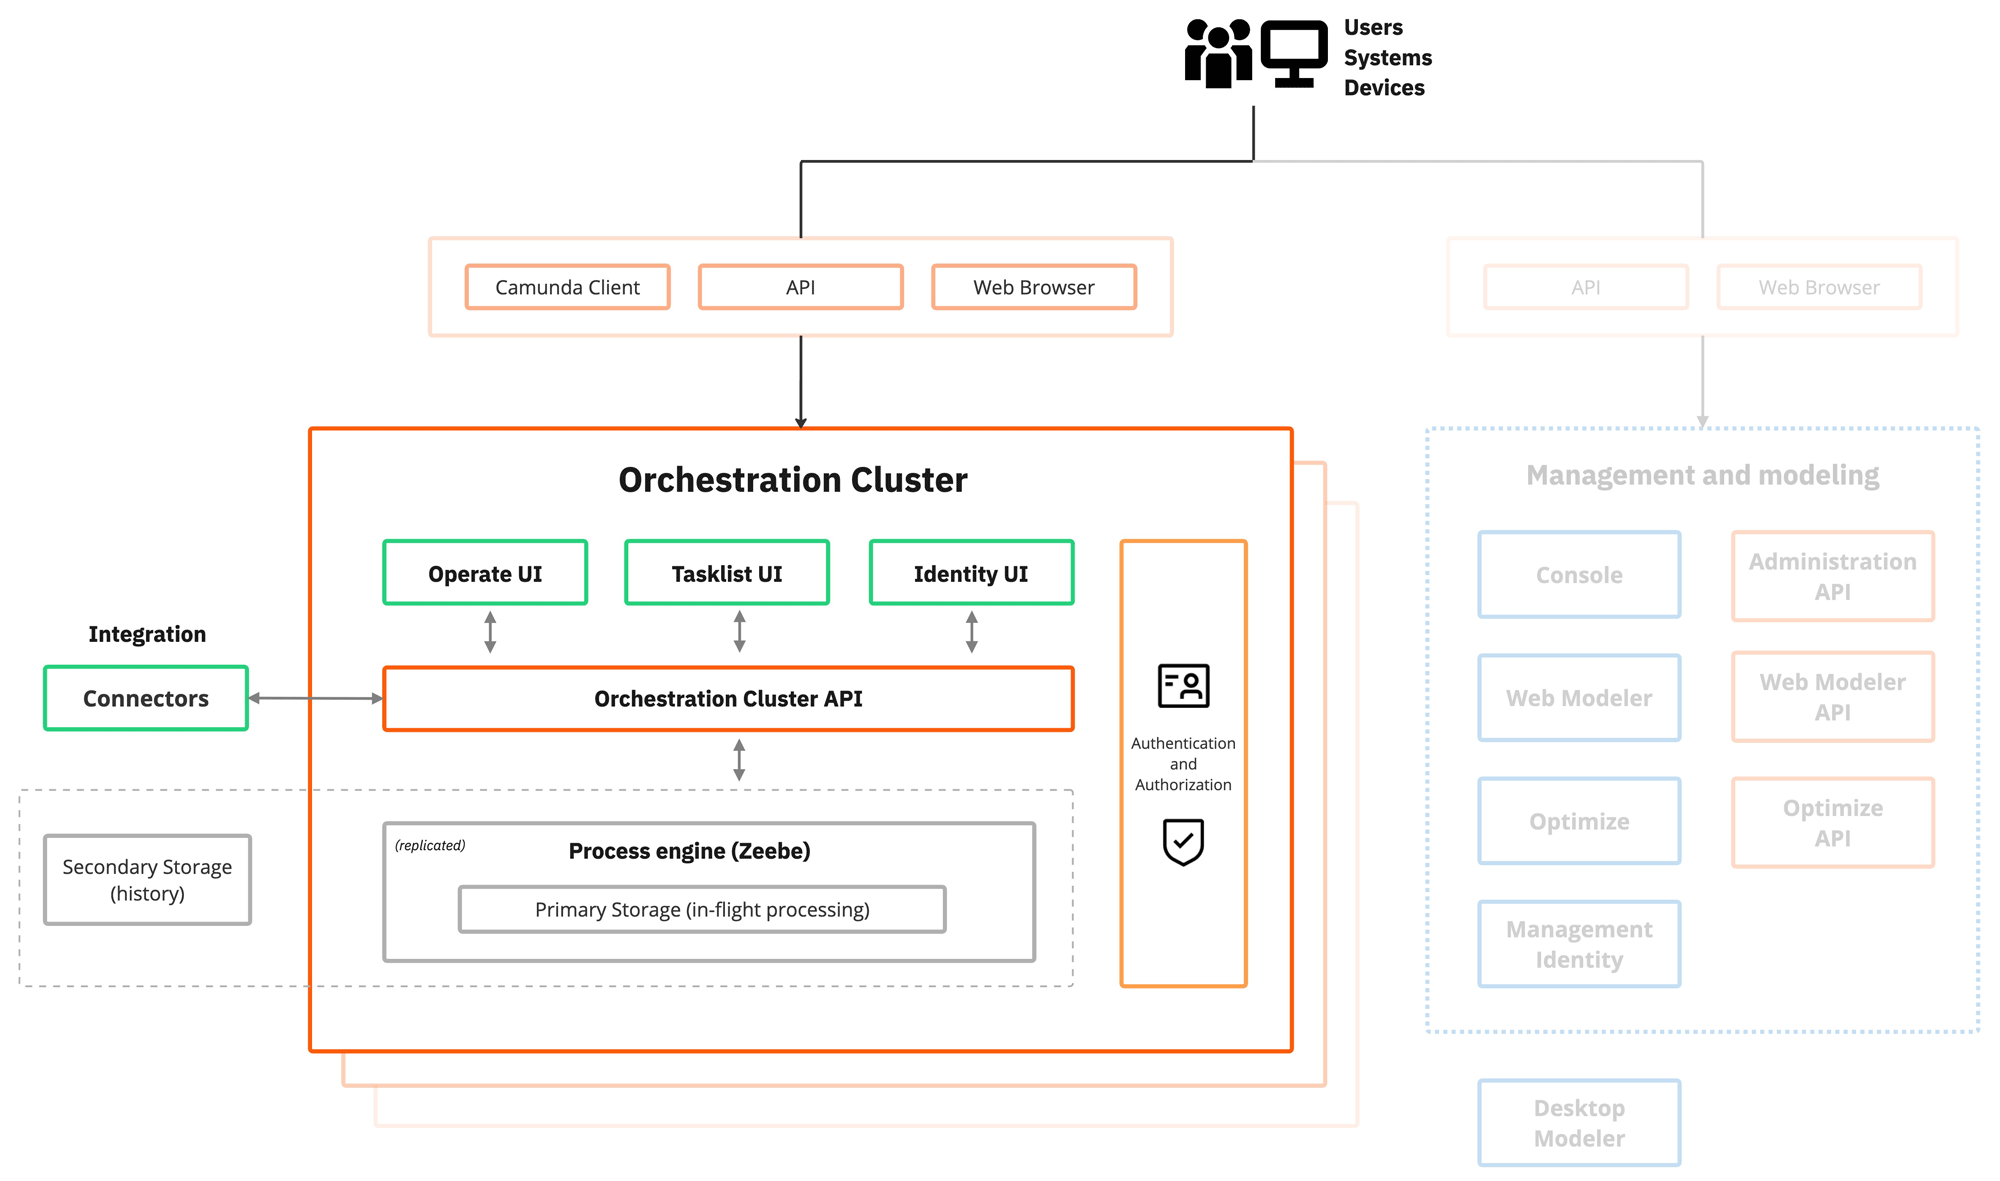 Users
Systems
Devices
Camunda Client
API
Web Browser
API
Web Browser
Orchestration Cluster
Operate UI
Tasklist UI
Identity UI
Integration
Connectors
Orchestration Cluster API
Authentication
and
Authorization
Secondary Storage
(history)
(replicated)
Process engine (Zeebe)
Primary Storage (in-flight processing)
Management and modeling
Console
Administration
API
Web Modeler
Web Modeler
API
Optimize
Optimize
API
Management
Identity
Desktop
Modeler